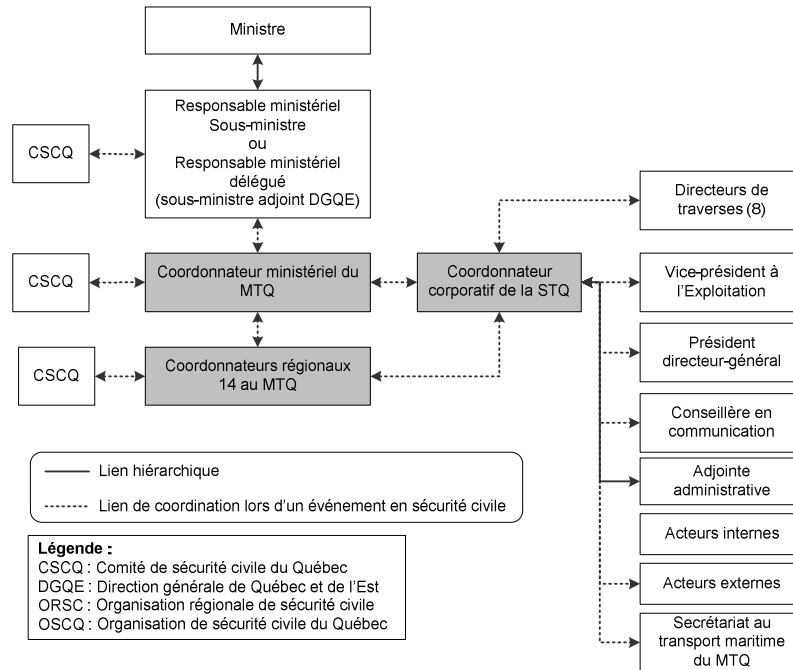 Ministre
Responsable ministériel
Sous-ministre
ou
Responsable ministériel
délégué
(sous-ministre adjoint DGQE)
CSCQ
Directeurs de
traverses (8)
CSCQ
Coordonnateur ministériel du
MTQ
Coordonnateur
corporatif de la STQ
Vice-président à
l'Exploitation
CSCQ
Coordonnateurs régionaux
14 au MTQ
Président
directeur-général
Conseillère en
communication
Adjointe
administrative
Acteurs internes
Acteurs externes
Secrétariat au
transport maritime
du MTQ
Lien hiérarchique
Lien de coordination lors d'un événement en sécurité civile
Légende :
CSCQ : Comité de sécurité civile du Québec
DGQE : Direction générale de Québec et de l'Est
ORSC : Organisation régionale de sécurité civile
OSCQ : Organisation de sécurité civile du Québec